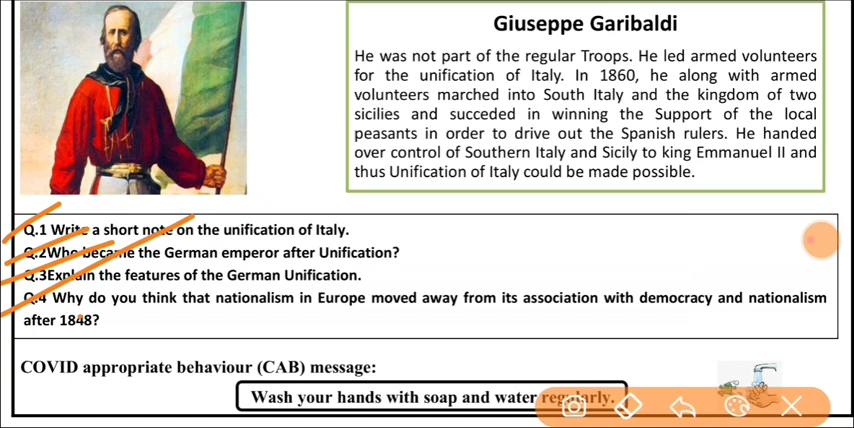 Giuseppe Garibaldi
He was not part of the regular Troops. He led armed volunteers
for the unification of Italy. In 1860, he along with armed
volunteers marched into South Italy and the kingdom of two
sicilies and succeded in winning the Support of the local
peasants in order to drive out the Spanish rulers. He handed
over control of Southern Italy and Sicily to king Emmanuel II and
thus Unification of Italy could be made possible.
Q.1 Write a short note on the unification of Italy.
Q.2Who became the German emperor after Unification?
Q.3Explain the features of the German Unification.
Q.4 Why do you think that nationalism in Europe moved away from its association with democracy and nationalism
after 1848?
COVID appropriate behaviour (CAB) message:
Wash your hands with soap and water regularly.